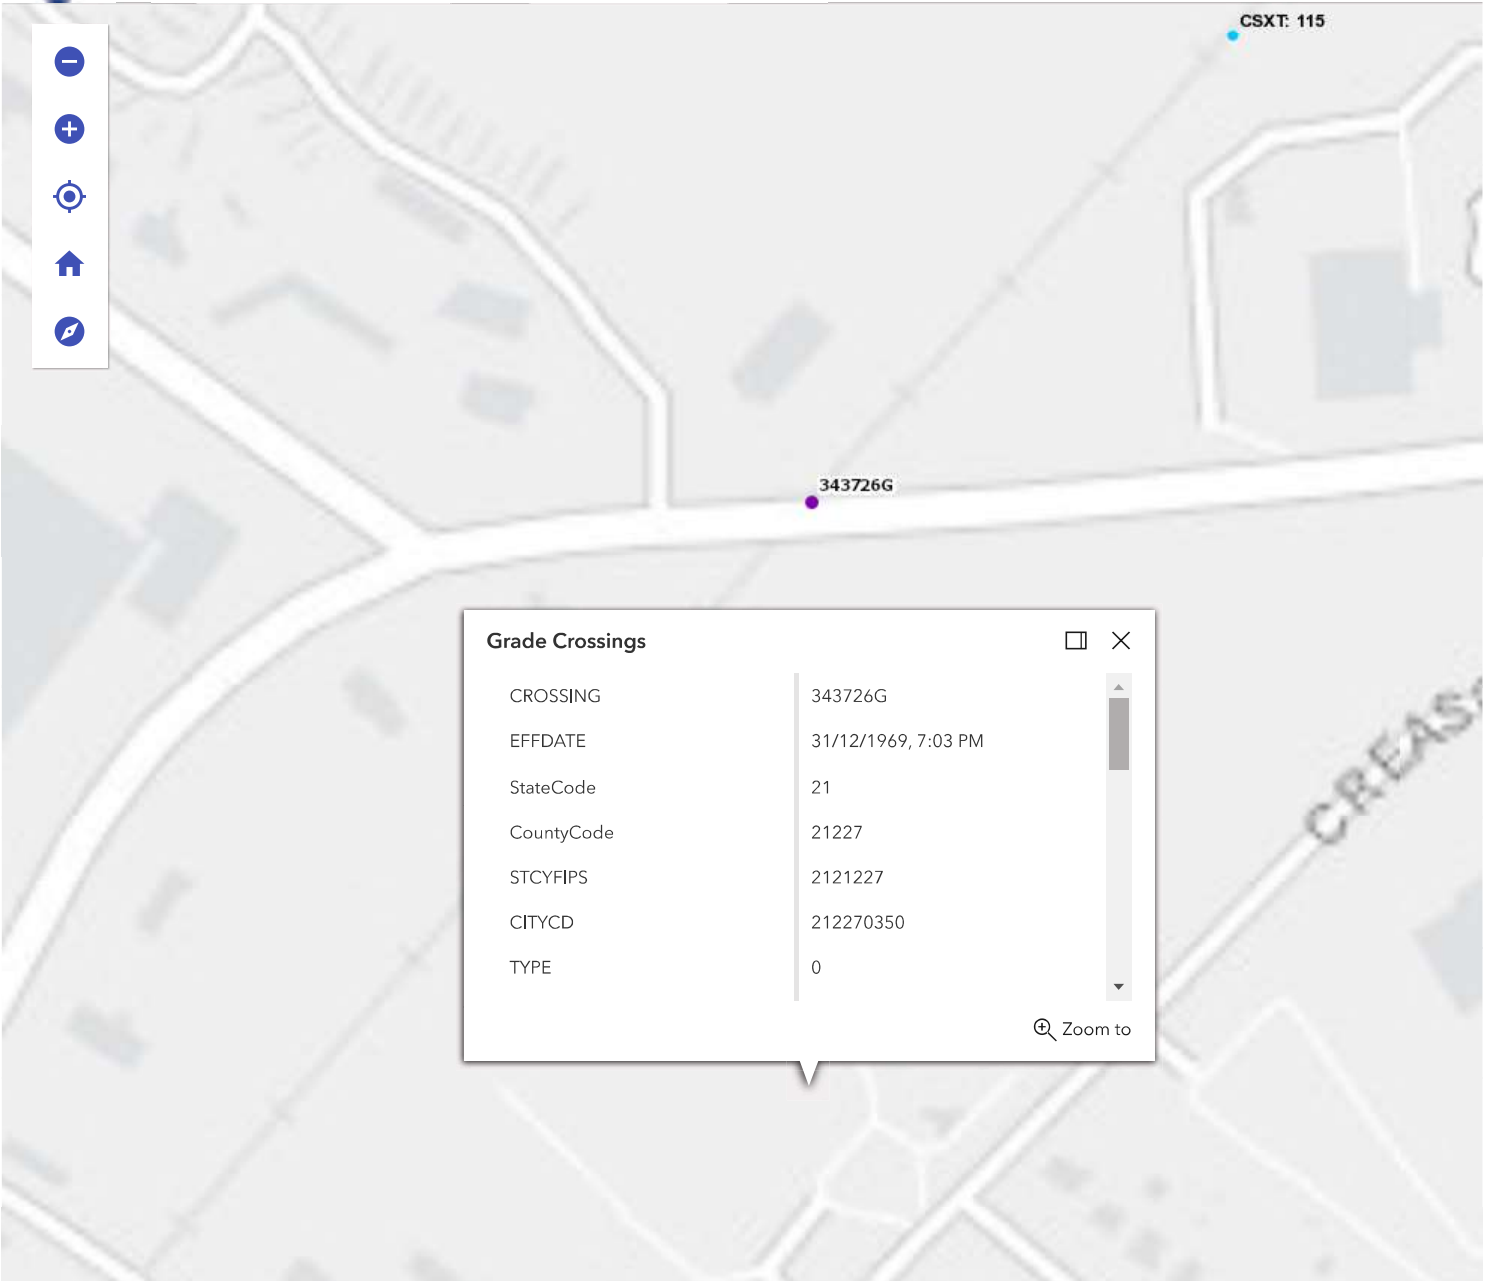 CSXT: 115
343726G
Grade Crossings
CROSSING 343726G
EFFDATE 31/12/1969, 7:03 PM
StateCode 21
CountyCode 21227
STCYFIPS 2121227
CITYCD 212270350
TYPE 0
Zoom to